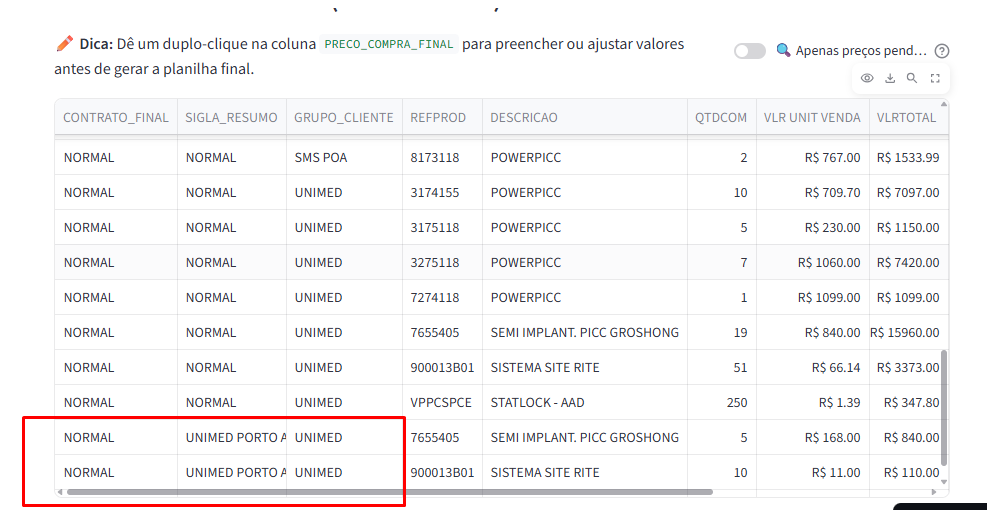 Dica: Dê um duplo-clique na coluna PRECO_COMPRA_FINAL para preencher ou ajustar valores
antes de gerar a planilha final.
Apenas preços pend…
CONTRATO_FINAL SIGLA_RESUMO GRUPO_CLIENTE REFPROD DESCRICAO QTDCOM VLR UNIT VENDA VLRTOTAL
NORMAL NORMAL SMS POA 8173118 POWERPICC 2 R$ 767.00 R$ 1533.99
NORMAL NORMAL UNIMED 3174155 POWERPICC 10 R$ 709.70 R$ 7097.00
NORMAL NORMAL UNIMED 3175118 POWERPICC 5 R$ 230.00 R$ 1150.00
NORMAL NORMAL UNIMED 3275118 POWERPICC 7 R$ 1060.00 R$ 7420.00
NORMAL NORMAL UNIMED 7274118 POWERPICC 1 R$ 1099.00 R$ 1099.00
NORMAL NORMAL UNIMED 7655405 SEMI IMPLANT. PICC GROSHONG 19 R$ 840.00 R$ 15960.00
NORMAL NORMAL UNIMED 900013B01 SISTEMA SITE RITE 51 R$ 66.14 R$ 3373.00
NORMAL NORMAL UNIMED VPPCSPCE STATLOCK - AAD 250 R$ 1.39 R$ 347.80
NORMAL UNIMED PORTO A UNIMED 7655405 SEMI IMPLANT. PICC GROSHONG 5 R$ 168.00 R$ 840.00
NORMAL UNIMED PORTO A UNIMED 900013B01 SISTEMA SITE RITE 10 R$ 11.00 R$ 110.00